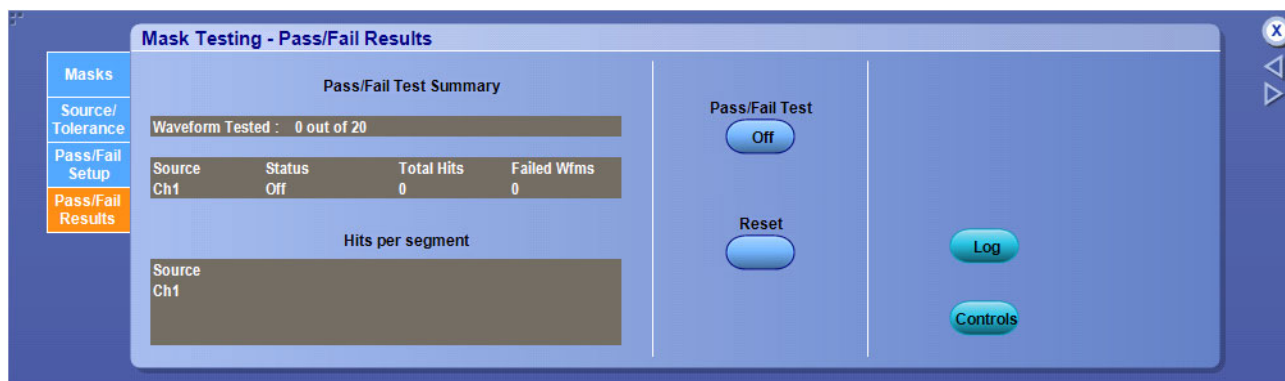 Mask Testing - Pass/Fail Results
X
Masks
Source/
Tolerance
Pass/Fail
Setup
Pass/Fail
Results
Pass/Fail Test Summary
Waveform Tested : 0 out of 20
Source Status Total Hits Failed Wfms
Ch1 Off 0 0
Hits per segment
Source
Ch1
Pass/Fail Test
Off
Reset
Log
Controls